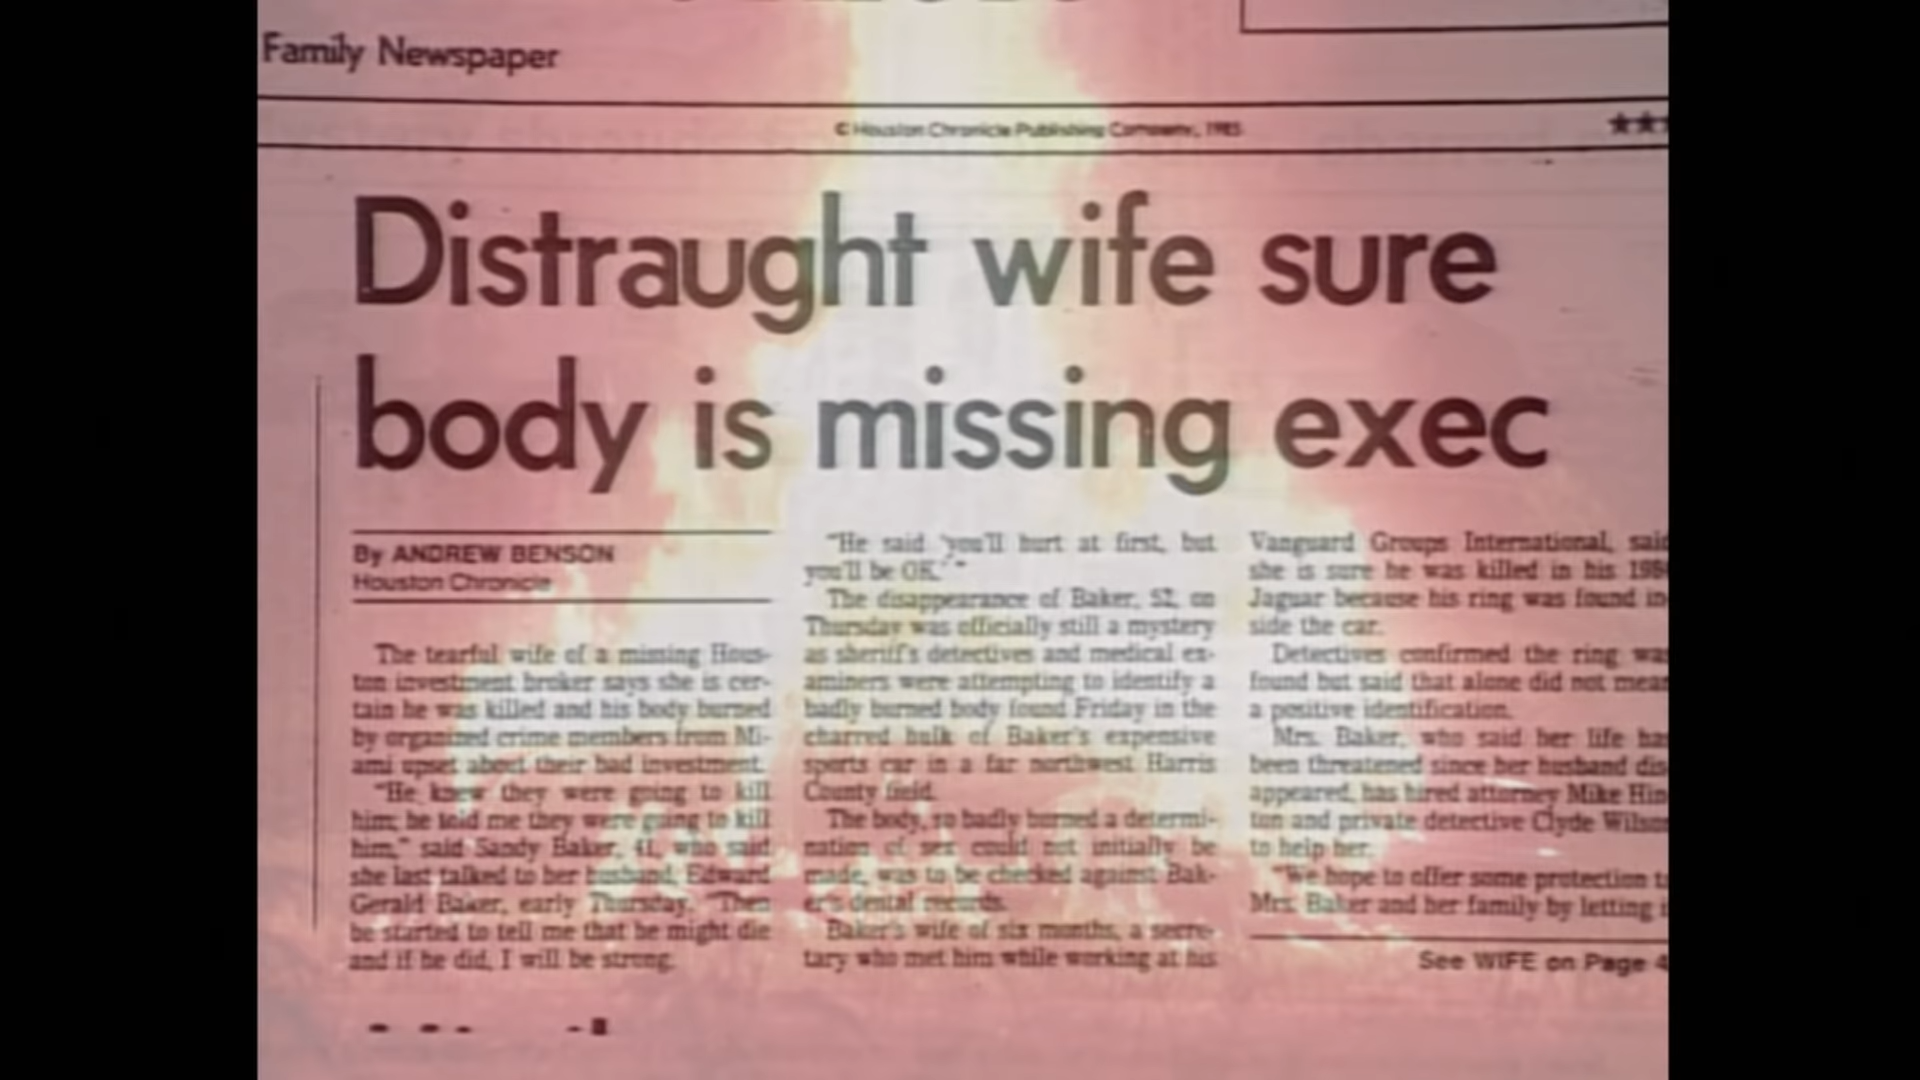 Family Newspaper
© Houston Chronicle Publishing Company, 1985
★★★
Distraught wife sure
body is missing exec
By ANDREW BENSON
Houston Chronicle
The tearful wife of a missing Hous-
ton investment broker says she is cer-
tain he was killed and his body burned
by organized crime members from Mi-
ami upset about their bad investment.
"He knew they were going to kill
him; he told me they were going to kill
him," said Sandy Baker, 41, who said
she last talked to her husband, Edward
Gerald Baker, early Thursday. "Then
he started to tell me that he might die
and if he did, I will be strong.
"He said 'you'll hurt at first, but
you'll be OK.' "
The disappearance of Baker, 52, on
Thursday was officially still a mystery
as sheriff's detectives and medical ex-
aminers were attempting to identify a
badly burned body found Friday in the
charred hulk of Baker's expensive
sports car in a far northwest Harris
County field.
The body, so badly burned a determi-
nation of sex could not initially be
made, was to be checked against Bak-
er's dental records.
Baker's wife of six months, a secre-
tary who met him while working at his
Vanguard Groups International, said
she is sure he was killed in his 198
Jaguar because his ring was found in-
side the car.
Detectives confirmed the ring was
found but said that alone did not mean
a positive identification.
Mrs. Baker, who said her life has
been threatened since her husband dis
appeared, has hired attorney Mike Hin
ton and private detective Clyde Wilson
to help her.
"We hope to offer some protection to
Mrs. Baker and her family by letting i
See WIFE on Page 4